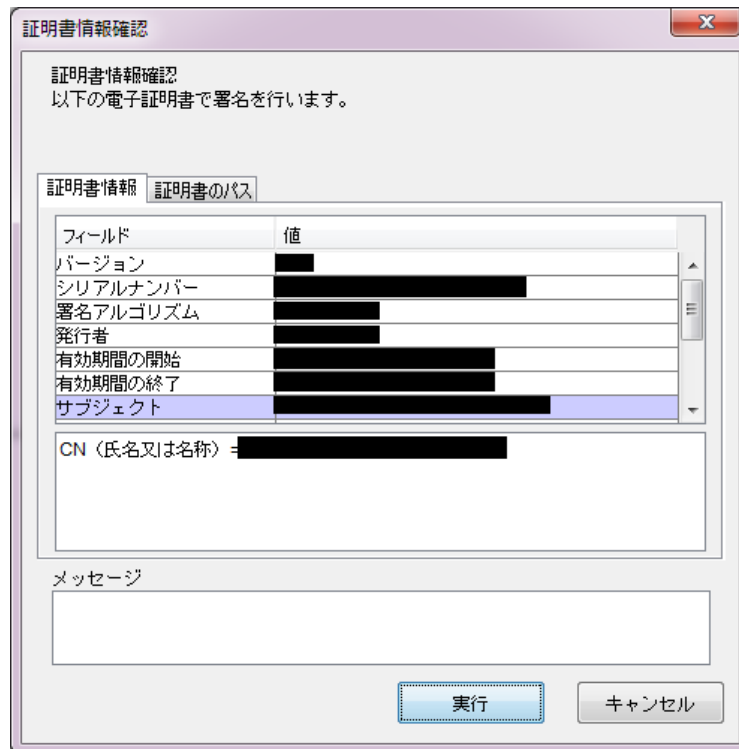 証明書情報確認
証明書情報確認
以下の電子証明書で署名を行います。
証明書情報 証明書のパス
フィールド 値
バージョン
シリアルナンバー
署名アルゴリズム
発行者
有効期間の開始
有効期間の終了
サブジェクト
CN（氏名又は名称）=
メッセージ
実行 キャンセル